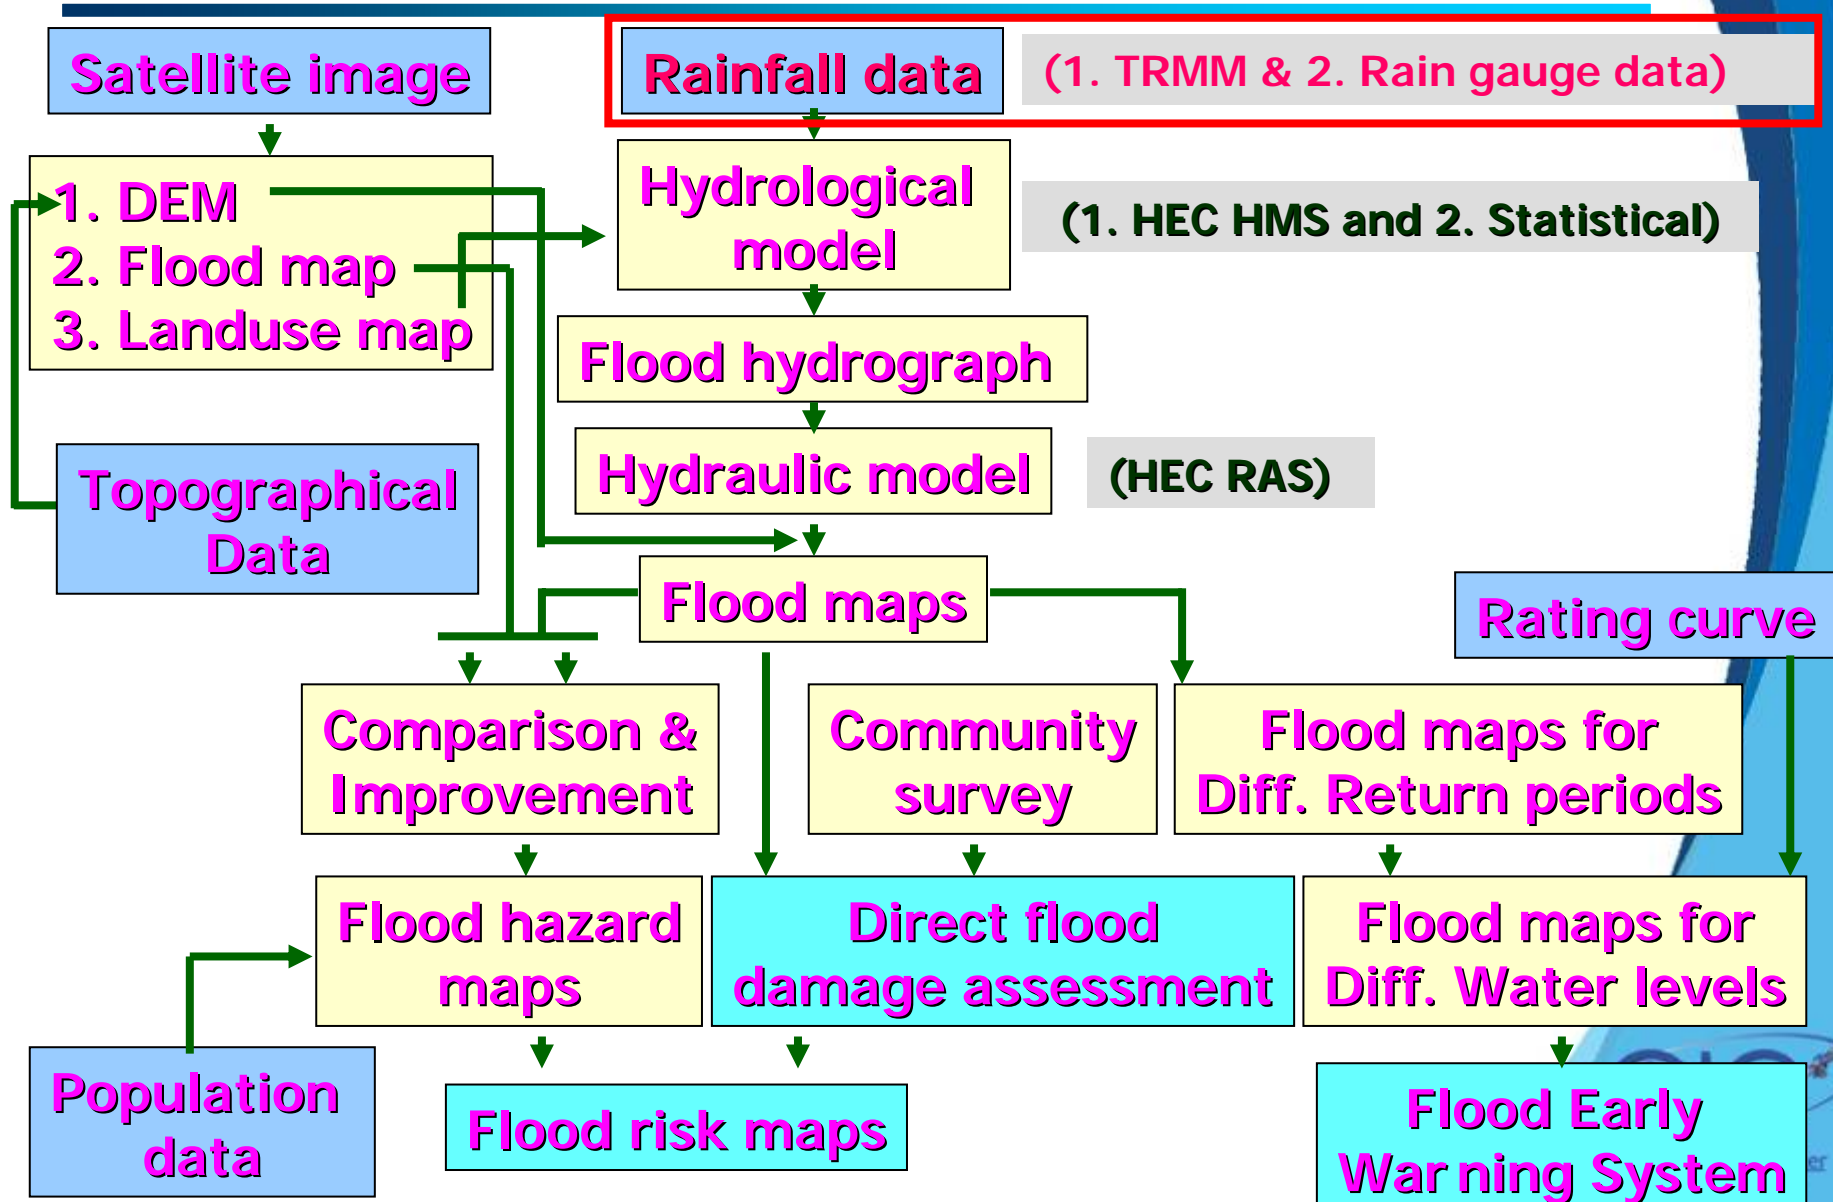 Satellite image
Rainfall data
(1. TRMM & 2. Rain gauge data)
1. DEM
2. Flood map
3. Landuse map
Hydrological
model
(1. HEC HMS and 2. Statistical)
Flood hydrograph
Hydraulic model
(HEC RAS)
Topographical
Data
Flood maps
Rating curve
Comparison &
Improvement
Community
survey
Flood maps for
Diff. Return periods
Flood hazard
maps
Direct flood
damage assessment
Flood maps for
Diff. Water levels
Population
data
Flood risk maps
Flood Early
Warning System